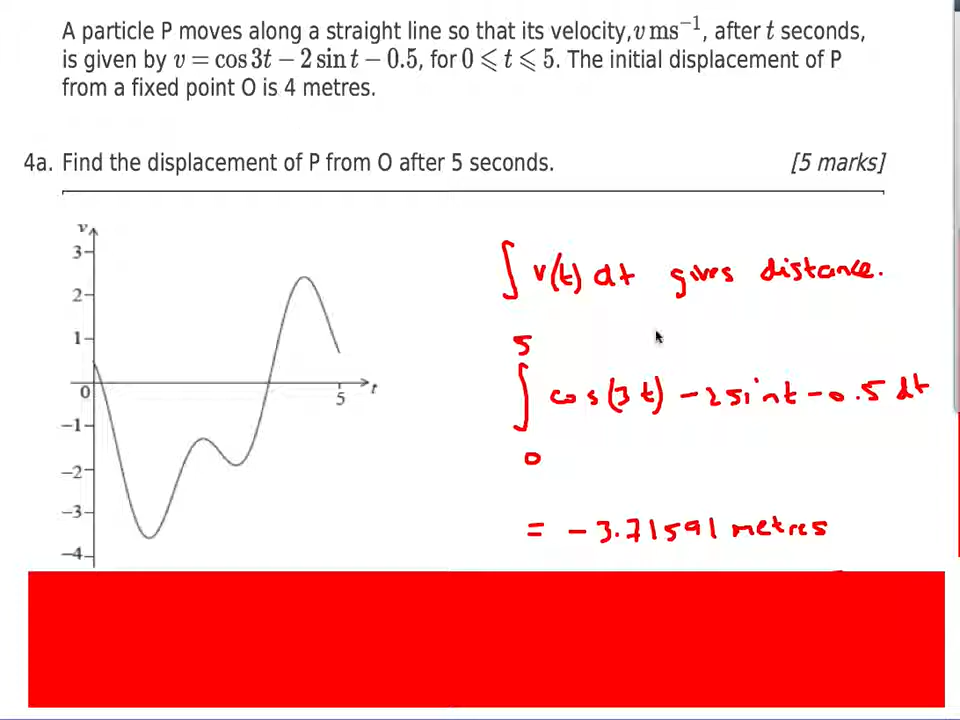 A particle P moves along a straight line so that its velocity, v ms⁻¹, after t seconds,
is given by v = cos 3t − 2 sin t − 0.5, for 0 ⩽ t ⩽ 5. The initial displacement of P
from a fixed point O is 4 metres.
4a. Find the displacement of P from O after 5 seconds. [5 marks]
v
3
2
1
0
5
t
−1
−2
−3
−4
∫ v(t) dt gives distance.
5
∫ cos(3t) − 2sint − 0.5 dt
0
= − 3.71591 metres